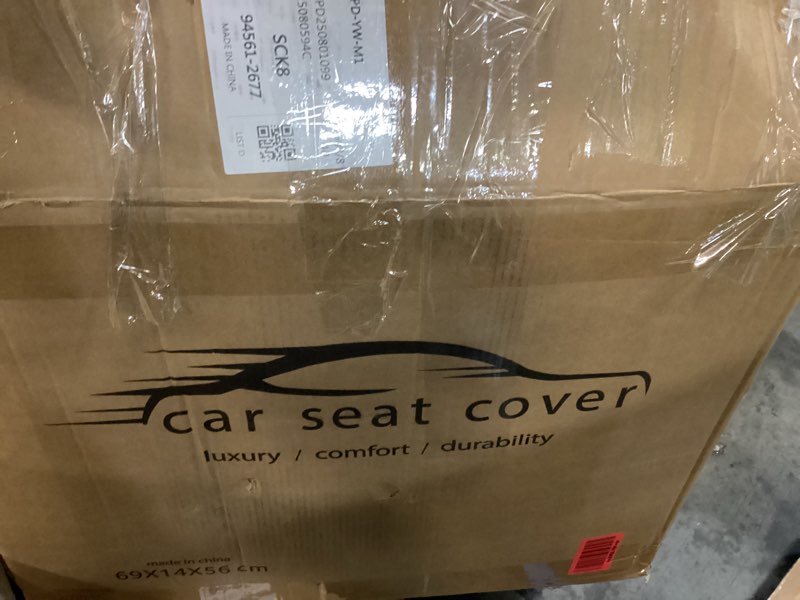 PD-YW-M1
PD250801099
5080594C
SCK8
94561-2677
MADE IN CHINA
car seat cover
luxury / comfort / durability
made in china
69X14X56 cm